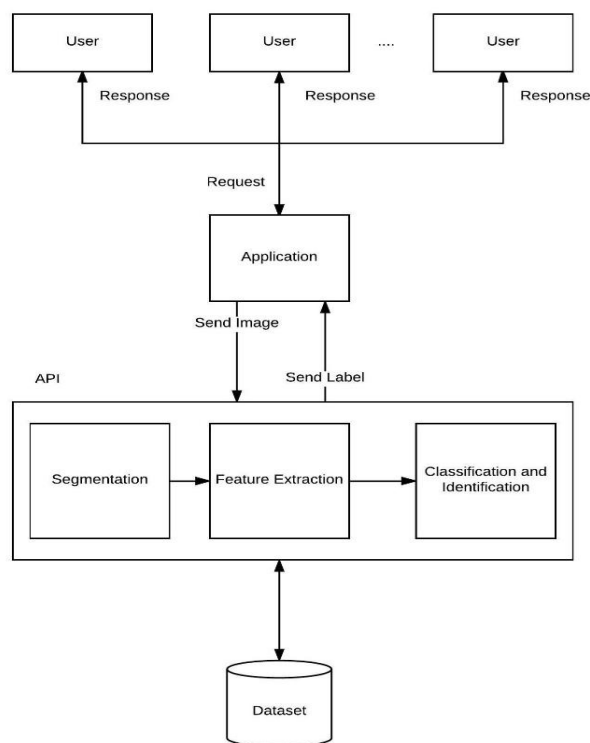 User
User
....
User
Response
Response
Response
Request
Application
Send Image
Send Label
API
Segmentation
Feature Extraction
Classification and
Identification
Dataset